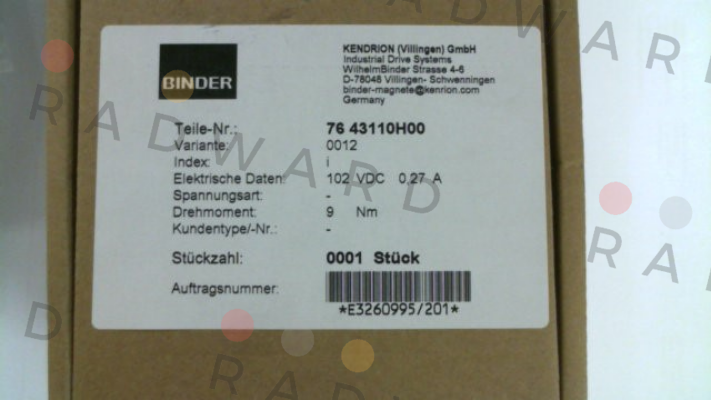 BINDER
KENDRION (Villingen) GmbH
Industrial Drive Systems
WilhelmBinder Strasse 4-6
D-78048 Villingen- Schwenningen
binder-magnete@kenrion.com
Germany
Teile-Nr.: 76 43110H00
Variante: 0012
Index: i
Elektrische Daten: 102 VDC 0,27 A
Spannungsart: -
Drehmoment: 9 Nm
Kundentype/-Nr.: -
Stückzahl: 0001 Stück
Auftragsnummer:
*E3260995/201*
RADWARD
RADWARD
RADWARD